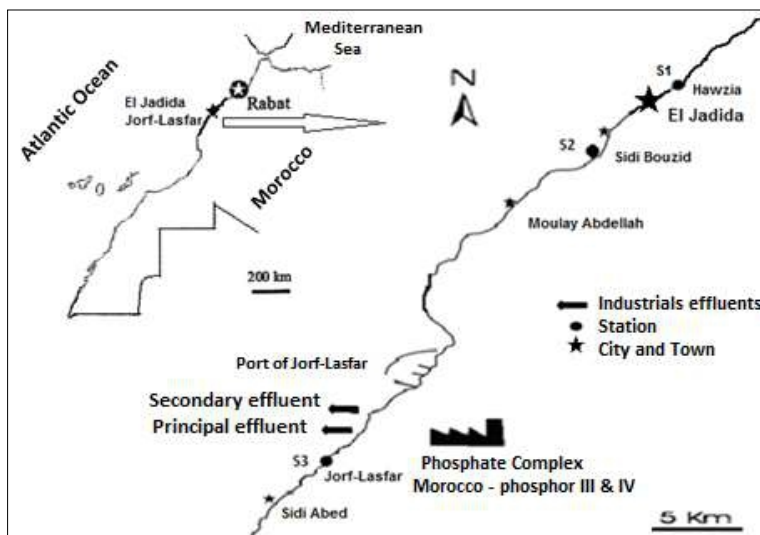 Mediterranean
Sea
Atlantic Ocean
El Jadida
Jorf-Lasfar
Rabat
Morocco
200 km
N
S1
Hawzia
El Jadida
S2
Sidi Bouzid
Moulay Abdellah
Industrials effluents
Station
City and Town
Port of Jorf-Lasfar
Secondary effluent
Principal effluent
S3
Jorf-Lasfar
Sidi Abed
Phosphate Complex
Morocco - phosphor III & IV
5 Km